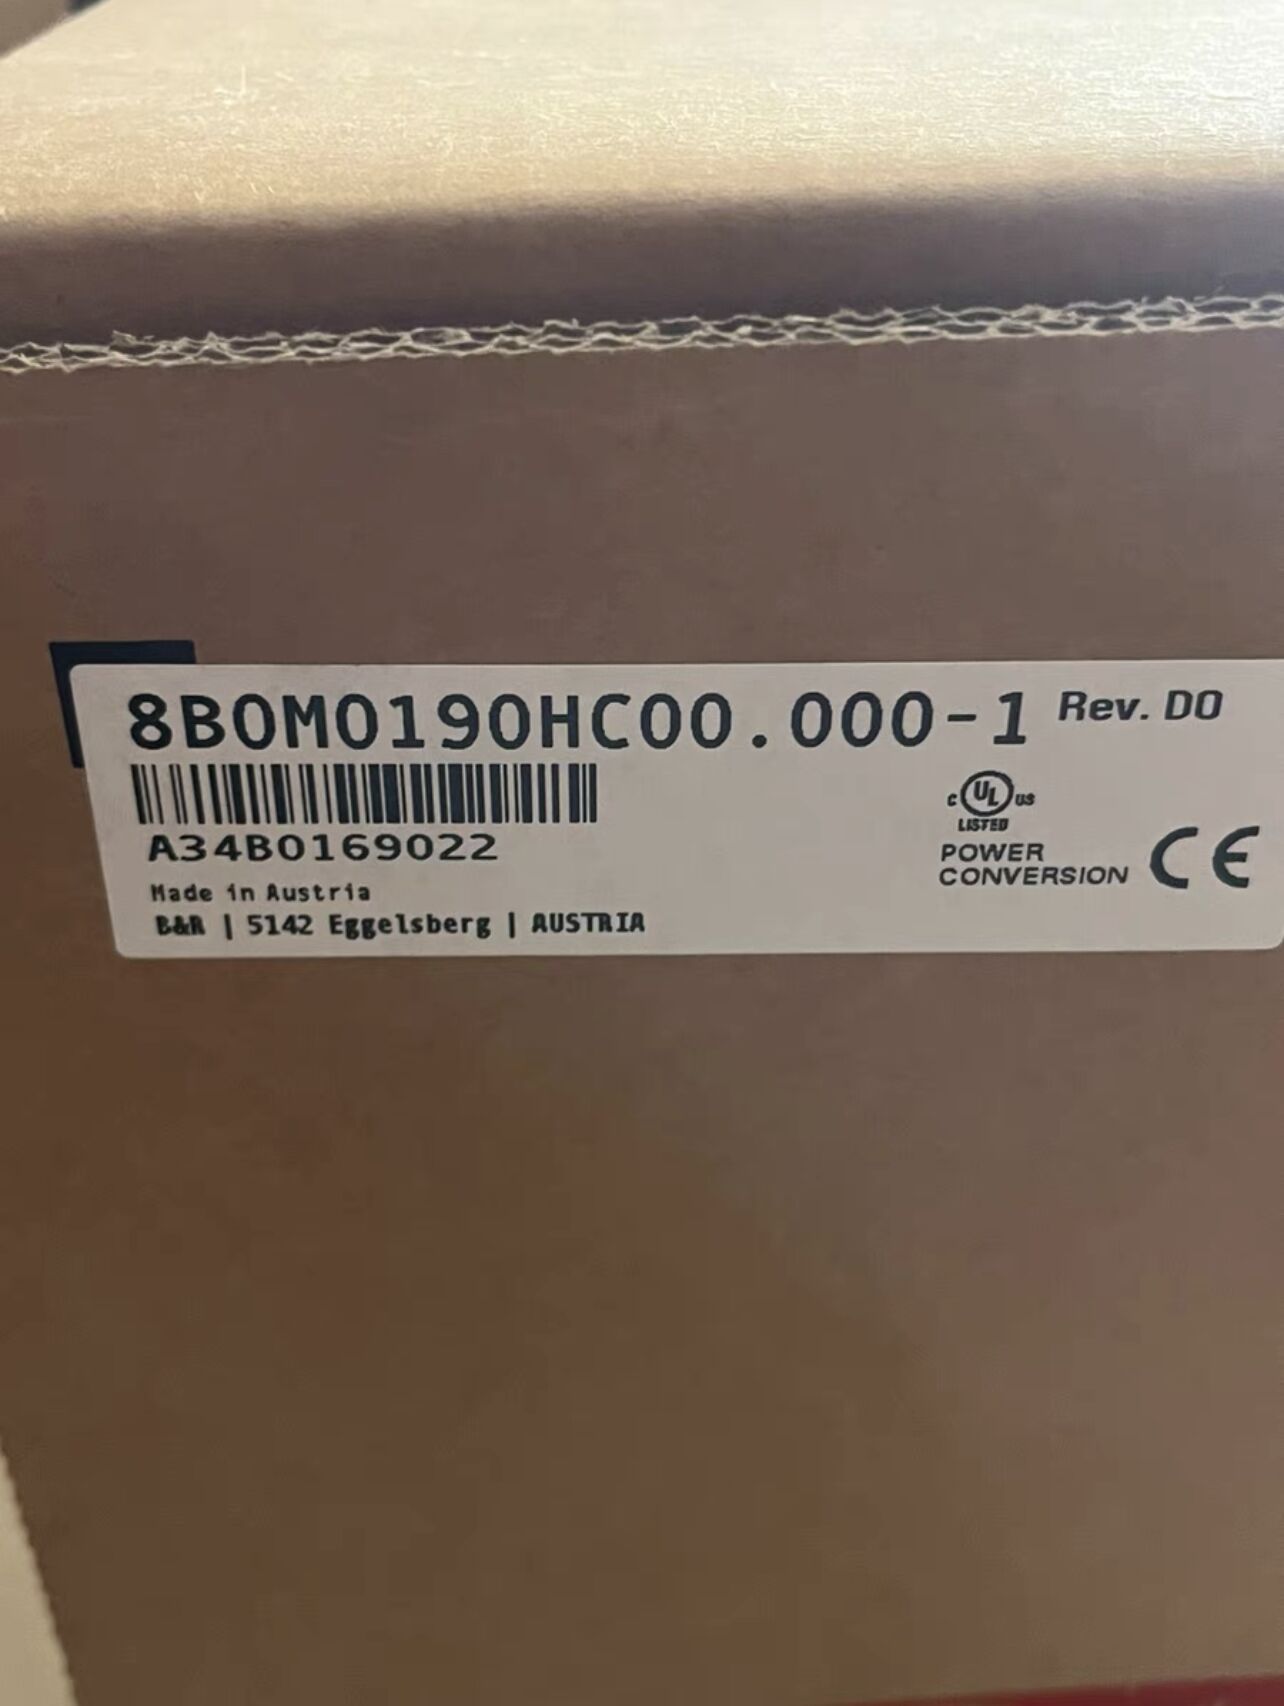 8B0M0190HC00.000-1 Rev. D0
A34B0169022
Made in Austria
B&R | 5142 Eggelsberg | AUSTRIA
c UL us
LISTED
POWER
CONVERSION
CE